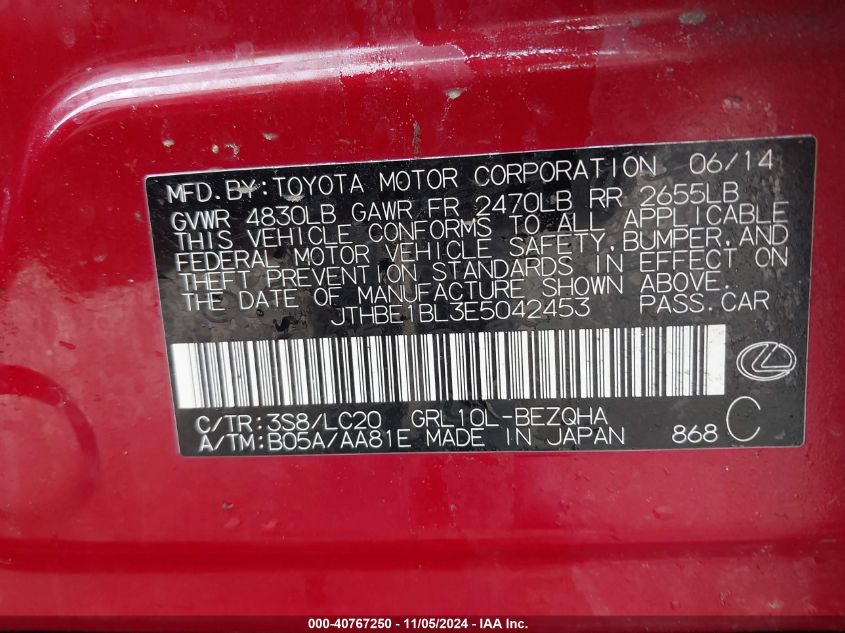 MFD. BY: TOYOTA MOTOR CORPORATION 06/14
GVWR 4830LB GAWR FR 2470LB RR 2655LB
THIS VEHICLE CONFORMS TO ALL APPLICABLE
FEDERAL MOTOR VEHICLE SAFETY, BUMPER, AND
THEFT PREVENTION STANDARDS IN EFFECT ON
THE DATE OF MANUFACTURE SHOWN ABOVE.
JTHBE1BL3E5042453 PASS. CAR
C/TR: 3S8/LC20 GRL10L-BEZQHA
A/TM: B05A/AA81E MADE IN JAPAN 868 C
000-40767250 - 11/05/2024 - IAA Inc.